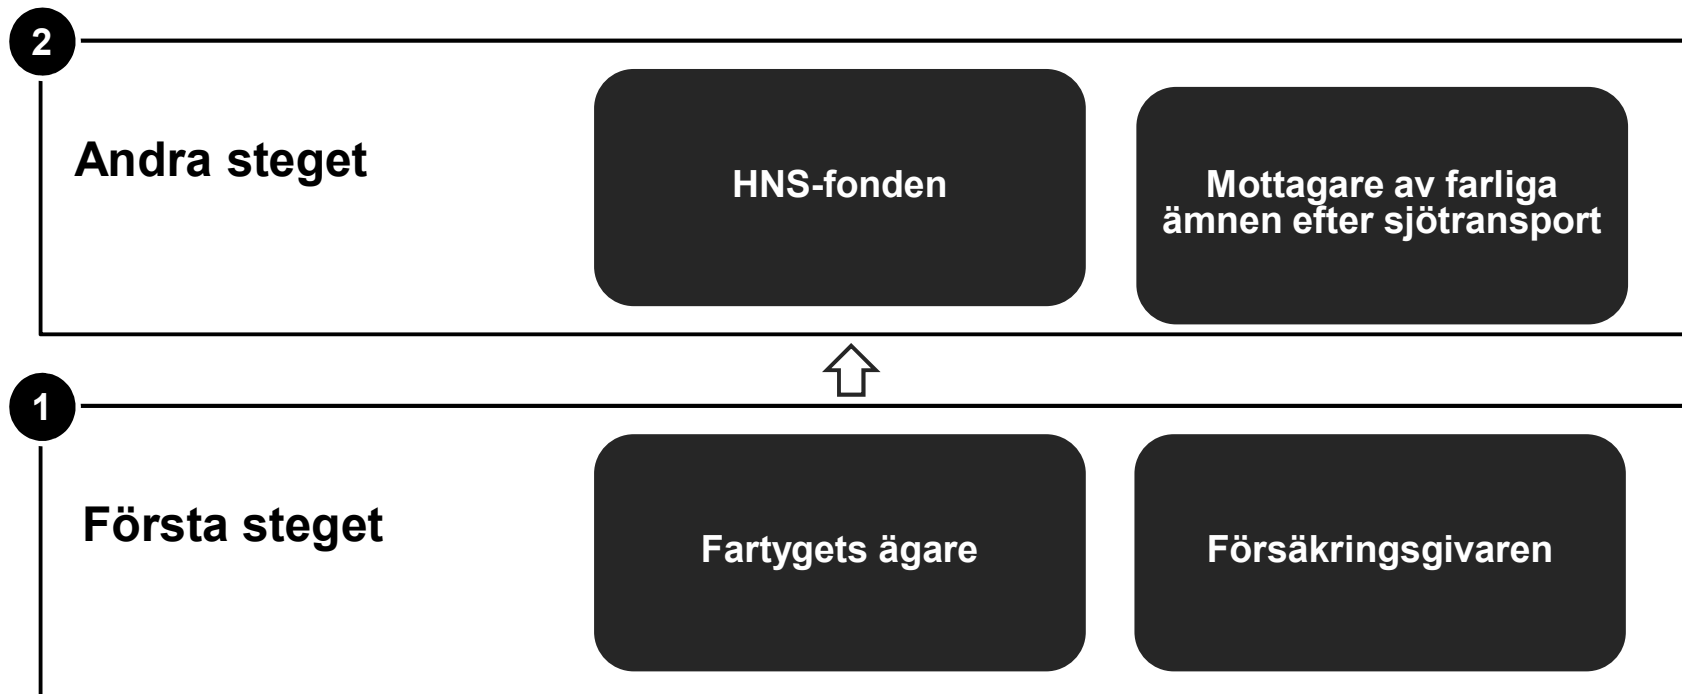 2
Andra steget
HNS-fonden
Mottagare av farliga
ämnen efter sjötransport
1
Första steget
Fartygets ägare
Försäkringsgivaren